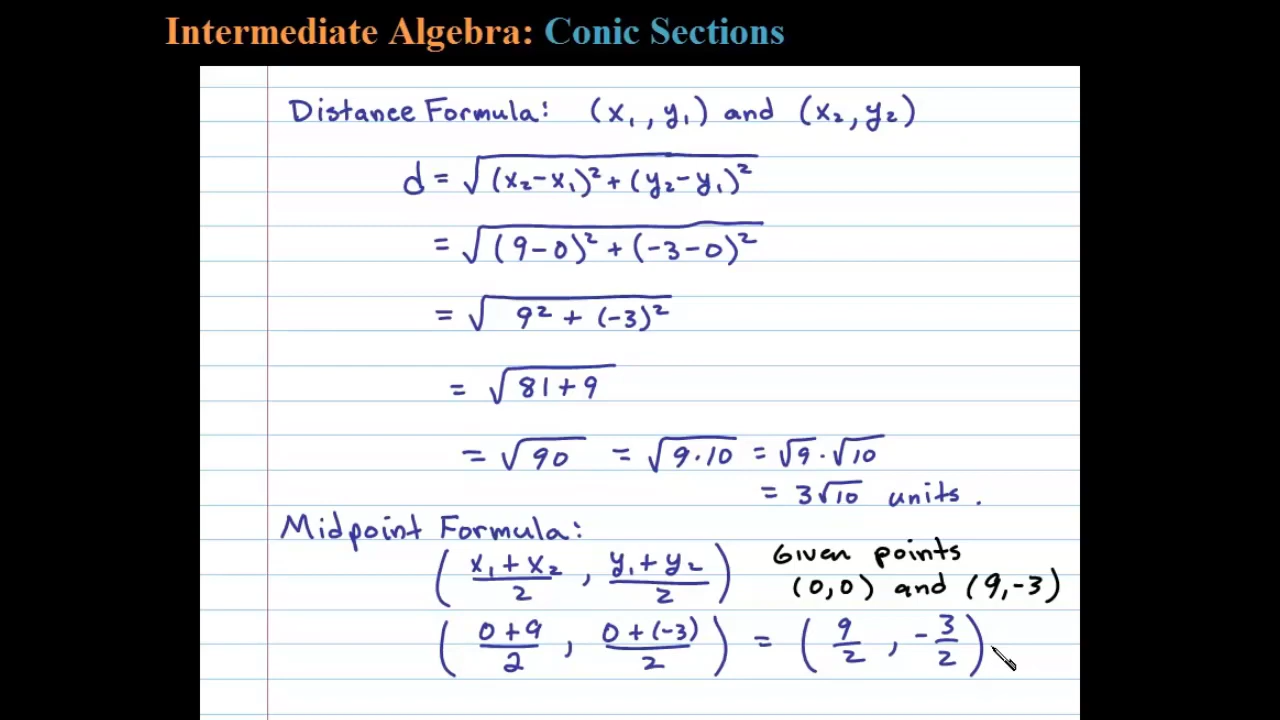 Intermediate Algebra: Conic Sections
Distance Formula: (x₁, y₁) and (x₂, y₂)
d = √((x₂-x₁)² + (y₂-y₁)²)
= √((9-0)² + (-3-0)²)
= √(9² + (-3)²)
= √(81+9)
= √90 = √(9·10) = √9 · √10
= 3√10 units.
Midpoint Formula:
((x₁+x₂)/2, (y₁+y₂)/2) Given points
(0,0) and (9,-3)
((0+9)/2, (0+(-3))/2) = (9/2, -3/2)